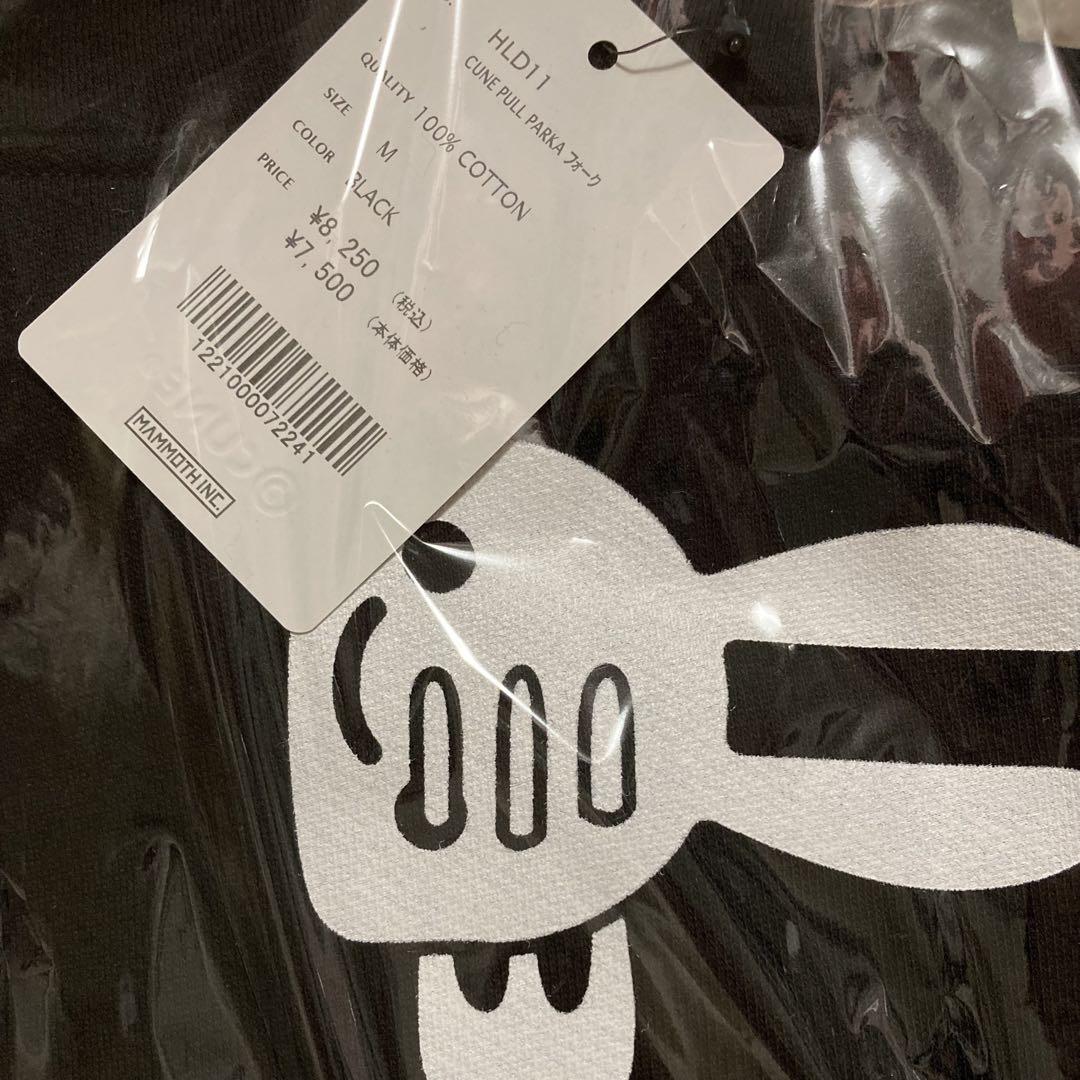 HLD11
CUNE PULL PARKA フォーク
QUALITY 100% COTTON
SIZE M
COLOR BLACK
PRICE ¥8,250 (税込)
¥7,500 (本体価格)
1221000072241
CUNE
MAMMOTH INC.